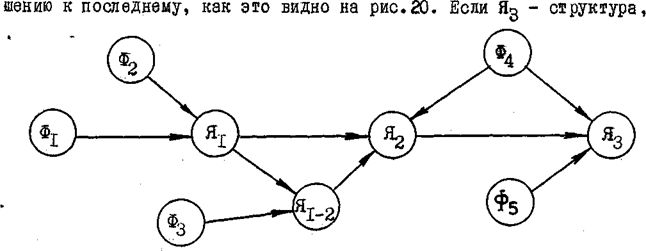 шению к последнему, как это видно на рис.20. Если Я3 - структура,
Ф2
Ф4
ФI
ЯI
Я2
Я3
ЯI-2
Ф3
Ф5